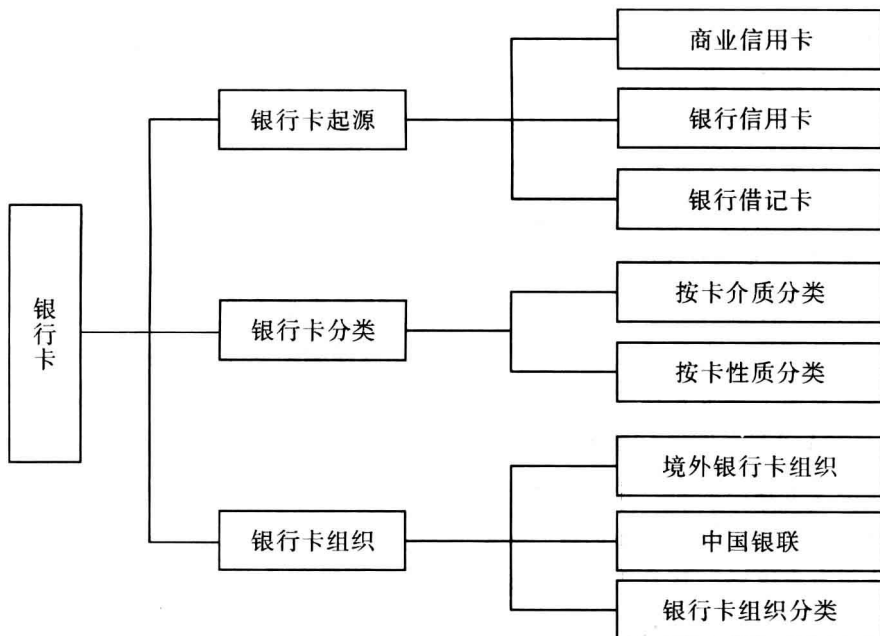 银行卡
银行卡起源
商业信用卡
银行信用卡
银行借记卡
银行卡分类
按卡介质分类
按卡性质分类
银行卡组织
境外银行卡组织
中国银联
银行卡组织分类